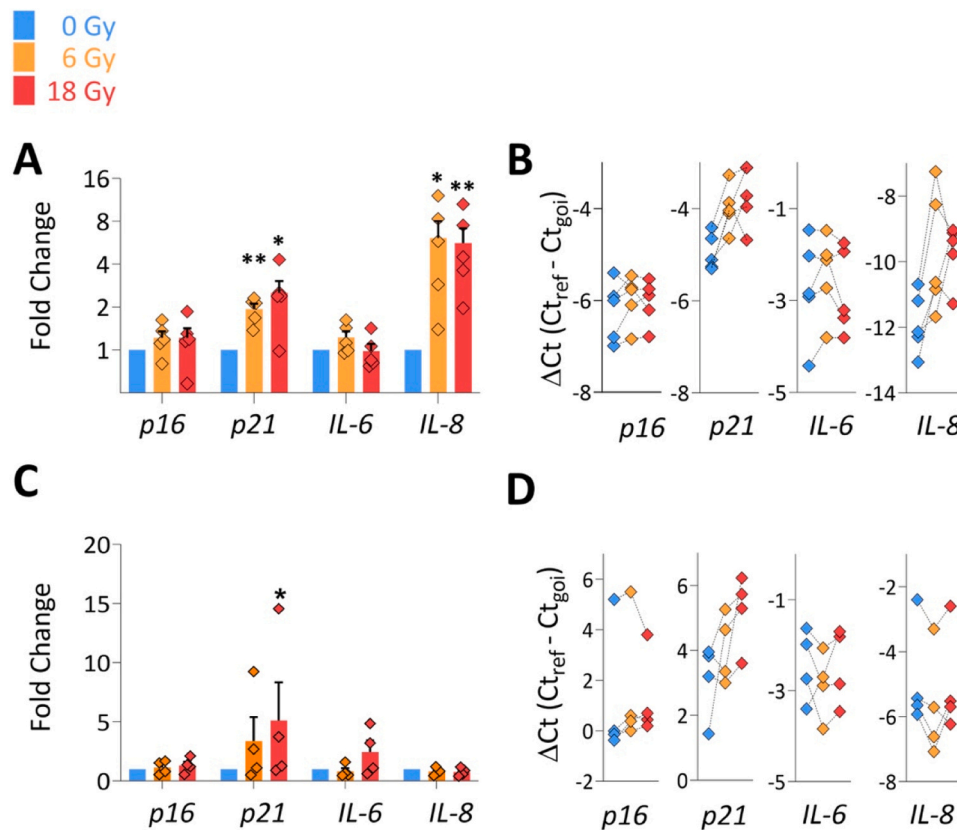 0 Gy
6 Gy
18 Gy
A
Fold Change
16
8
4
2
1
*
**
*
**
p16
p21
IL-6
IL-8
B
ΔCt (Ctref - Ctgoi)
-4
-6
-8
p16
-4
-6
-8
p21
-1
-3
-5
IL-6
-8
-10
-12
-14
IL-8
C
Fold Change
20
15
10
5
0
*
p16
p21
IL-6
IL-8
D
ΔCt (Ctref - Ctgoi)
6
4
2
0
-2
p16
6
4
2
0
p21
-1
-3
-5
IL-6
-2
-4
-6
-8
IL-8